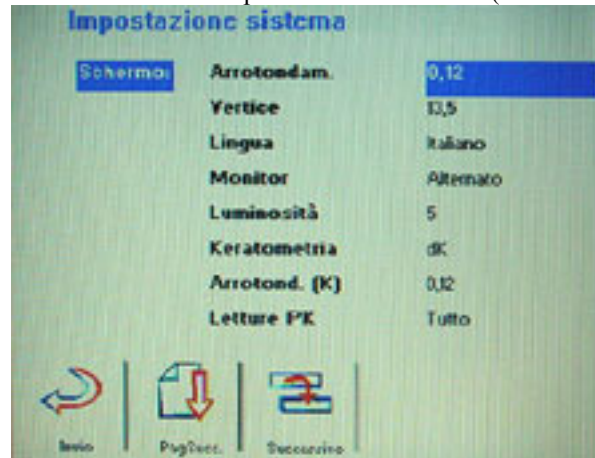 Impostazione sistema
Schermo: Arrotondam. 0,12
Vertice 13,5
Lingua Italiano
Monitor Alternato
Luminosità 5
Keratometria dK
Arrotond. (K) 0,12
Letture PK Tutto
Invio PagSucc. Successivo